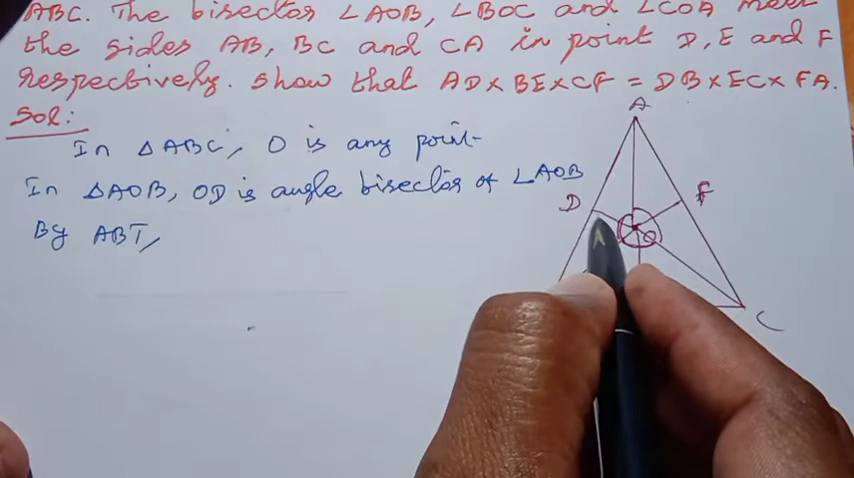 ABC. The bisector ∠AOB, ∠BOC and ∠COA meet
the sides AB, BC and CA in point D, E and F
respectively. Show that AD × BE × CF = DB × EC × FA.
Sol:
In △ABC, O is any point
In △AOB, OD is angle bisector of ∠AOB
By ABT,
A
D
F
O
C